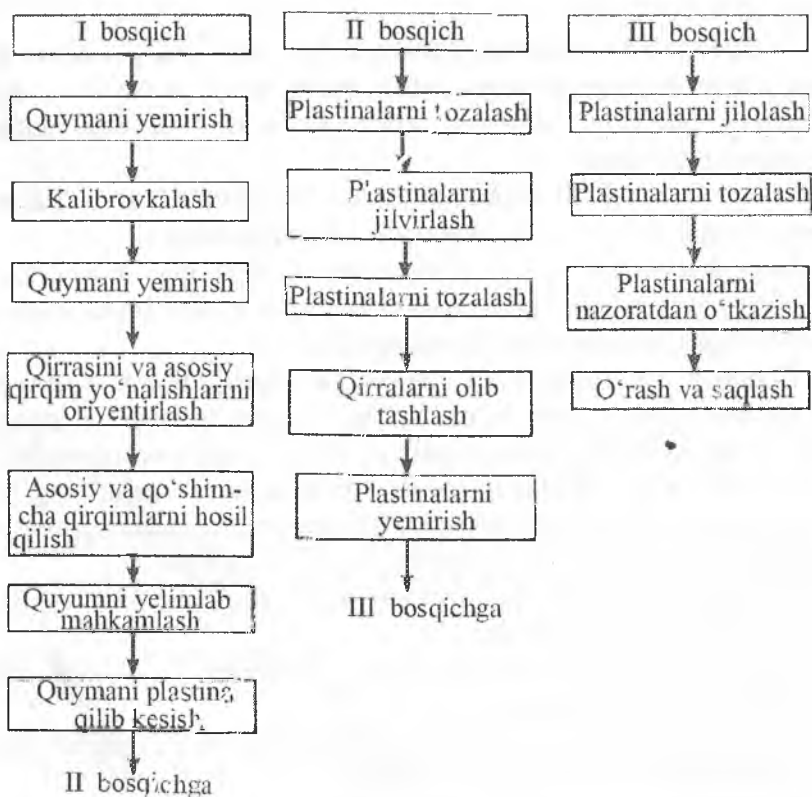 I bosqich
Quymani yemirish
Kalibrovkalash
Quymani yemirish
Qirrasini va asosiy
qirqim yo‘nalishlarini
oriyentirlash
Asosiy va qo‘shim-
cha qirqimlarni hosil
qilish
Quyumni yelimlab
mahkamlash
Quymani plastina
qilib kesish
II bosqichga
II bosqich
Plastinalarni tozalash
Plastinalarni
jilvirlash
Plastinalarni tozalash
Qirralarni olib
tashlash
Plastinalarni
yemirish
III bosqichga
III bosqich
Plastinalarni jilolash
Plastinalarni tozalash
Plastinalarni
nazoratdan o‘tkazish
O‘rash va saqlash